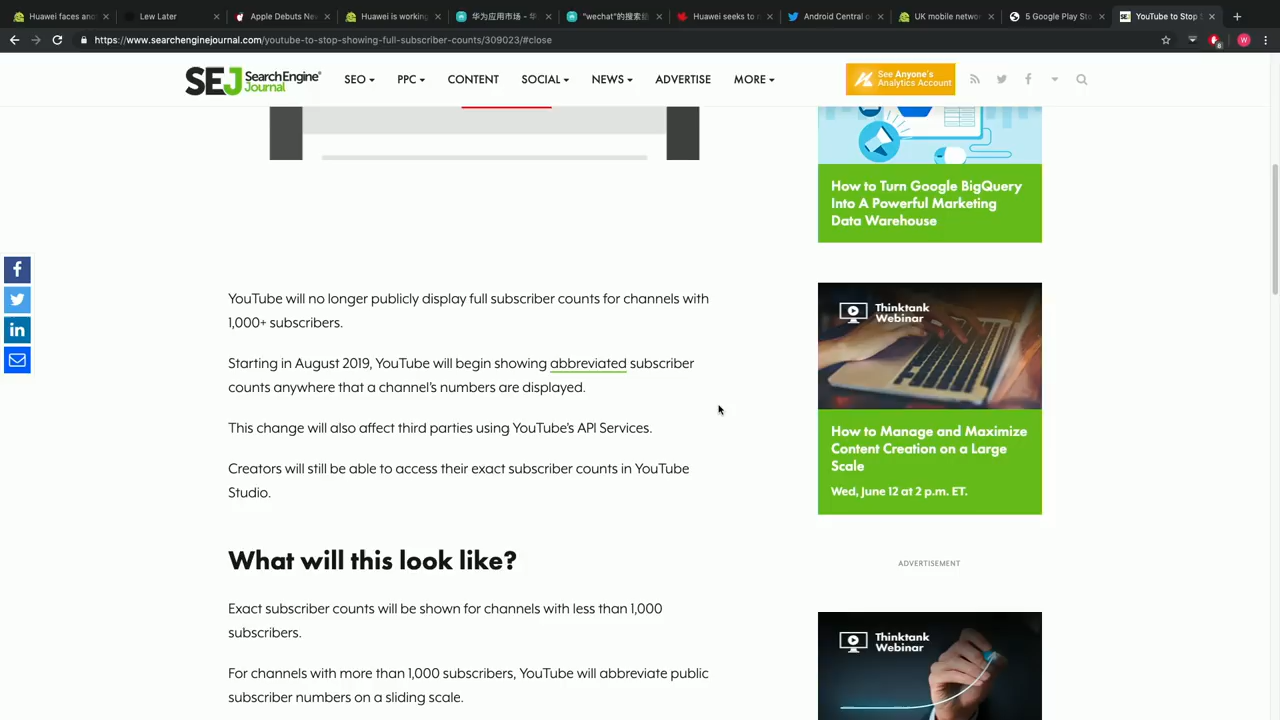 Huawei faces ano
Lew Later
Apple Debuts Nev
Huawei is working
华为应用市场 - 华
"wechat"的搜索结
Huawei seeks to n
Android Central o
UK mobile networ
5 Google Play Sto
YouTube to Stop S
https://www.searchenginejournal.com/youtube-to-stop-showing-full-subscriber-counts/309023/#close
6
W
SEJ Search Engine Journal
SEO PPC CONTENT SOCIAL NEWS ADVERTISE MORE
See Anyone's
Analytics Account
How to Turn Google BigQuery
Into A Powerful Marketing
Data Warehouse
YouTube will no longer publicly display full subscriber counts for channels with
1,000+ subscribers.
Starting in August 2019, YouTube will begin showing abbreviated subscriber
counts anywhere that a channel's numbers are displayed.
This change will also affect third parties using YouTube's API Services.
Creators will still be able to access their exact subscriber counts in YouTube
Studio.
What will this look like?
Exact subscriber counts will be shown for channels with less than 1,000
subscribers.
For channels with more than 1,000 subscribers, YouTube will abbreviate public
subscriber numbers on a sliding scale.
Thinktank
Webinar
How to Manage and Maximize
Content Creation on a Large
Scale
Wed, June 12 at 2 p.m. ET.
ADVERTISEMENT
Thinktank
Webinar